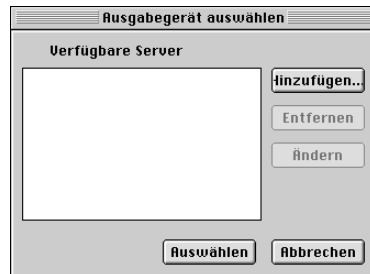 Ausgabegerät auswählen
Verfügbare Server
Hinzufügen...
Entfernen
Ändern
Auswählen
Abbrechen